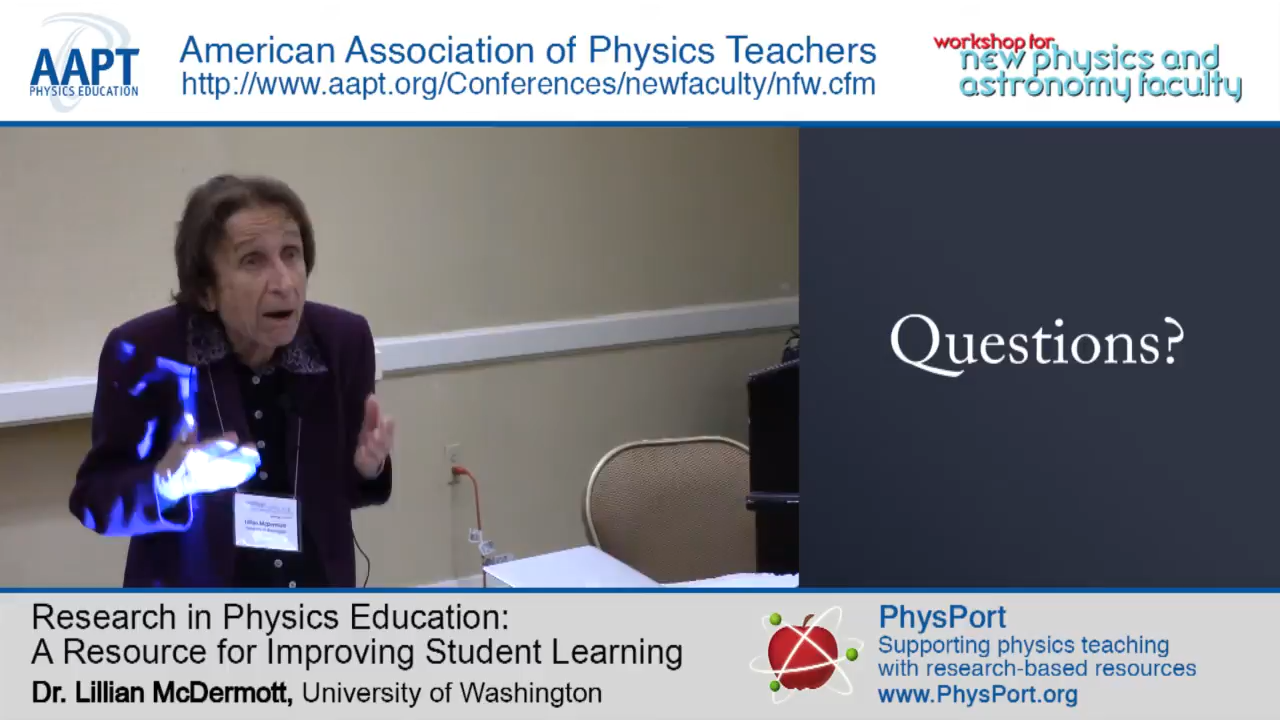 AAPT
PHYSICS EDUCATION
American Association of Physics Teachers
http://www.aapt.org/Conferences/newfaculty/nfw.cfm
workshop for
new physics and
astronomy faculty
Questions?
Lillian McDermott
Research in Physics Education:
A Resource for Improving Student Learning
Dr. Lillian McDermott, University of Washington
PhysPort
Supporting physics teaching
with research-based resources
www.PhysPort.org